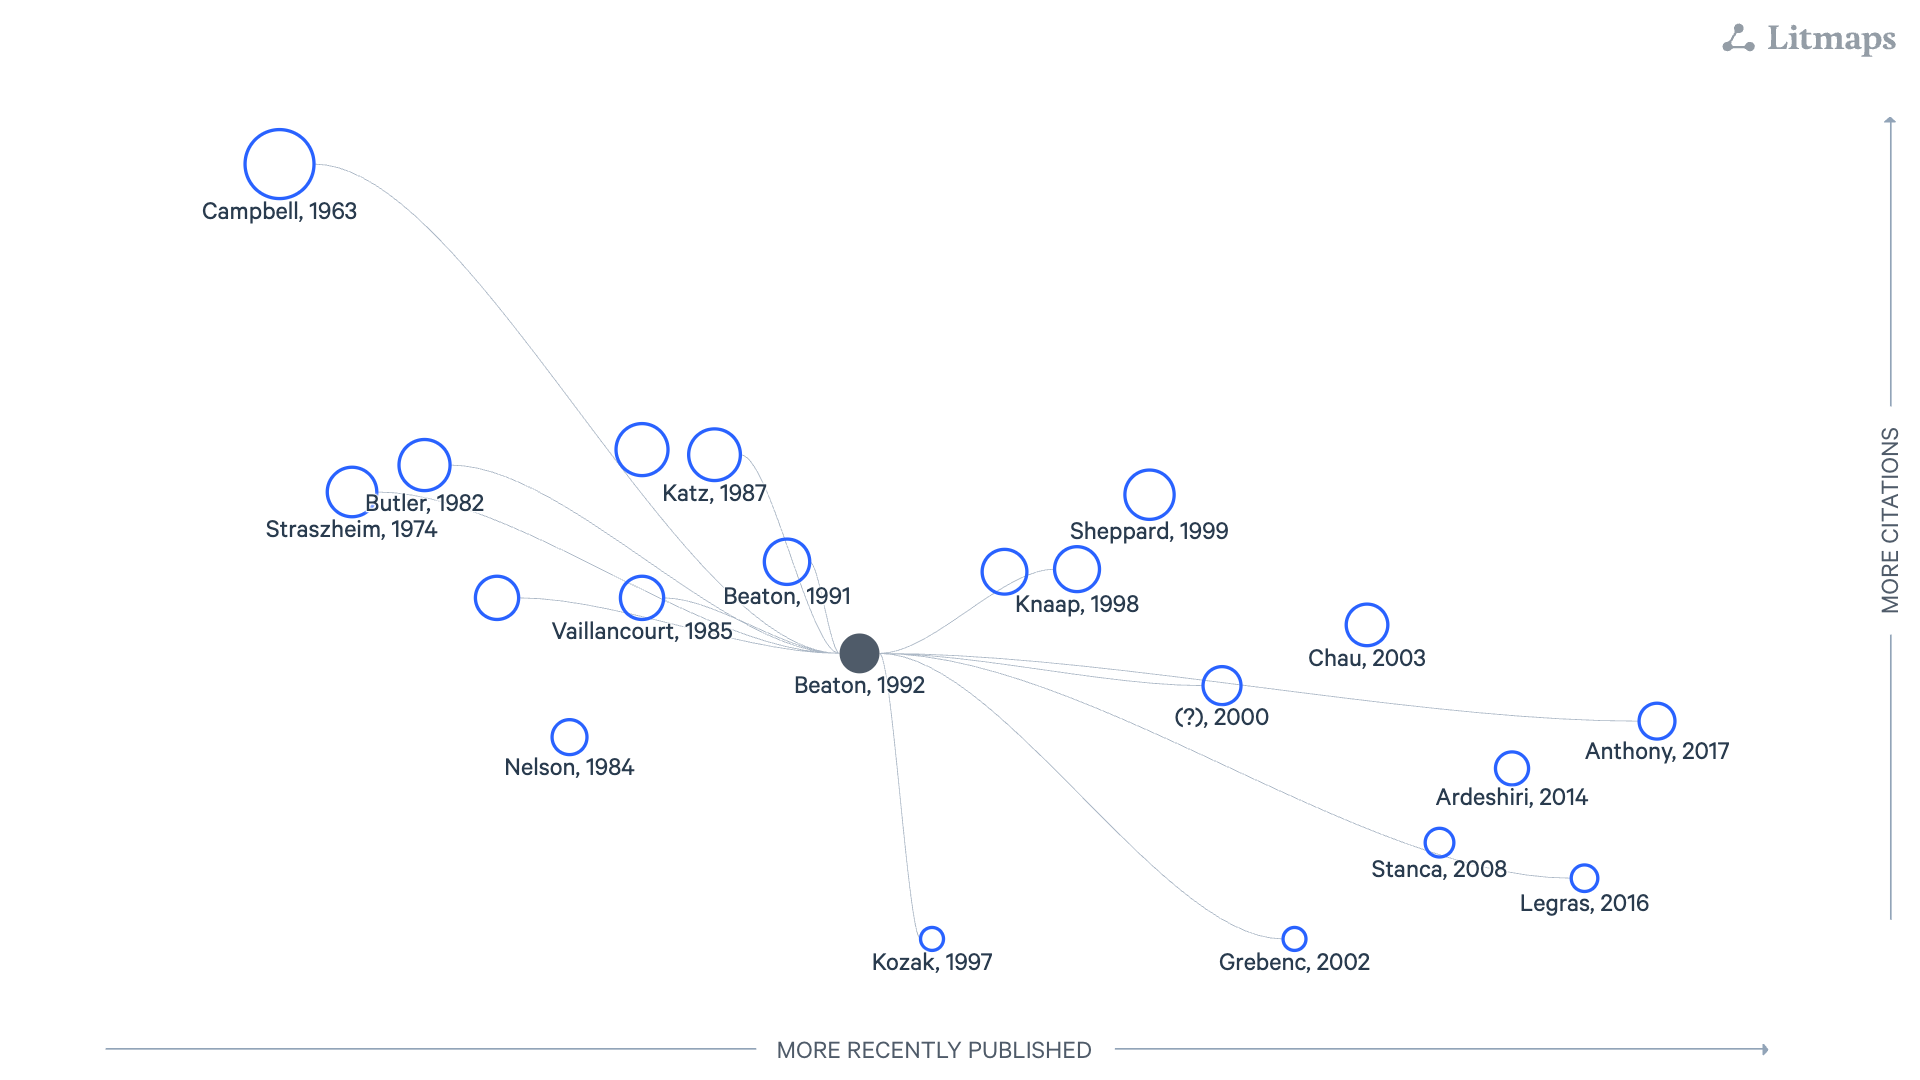 Litmaps
Campbell, 1963
Katz, 1987
Butler, 1982
Straszheim, 1974
Sheppard, 1999
Beaton, 1991
Knaap, 1998
Vaillancourt, 1985
Chau, 2003
Beaton, 1992
(?), 2000
Anthony, 2017
Nelson, 1984
Ardeshiri, 2014
Stanca, 2008
Legras, 2016
Kozak, 1997
Grebenc, 2002
MORE CITATIONS
MORE RECENTLY PUBLISHED